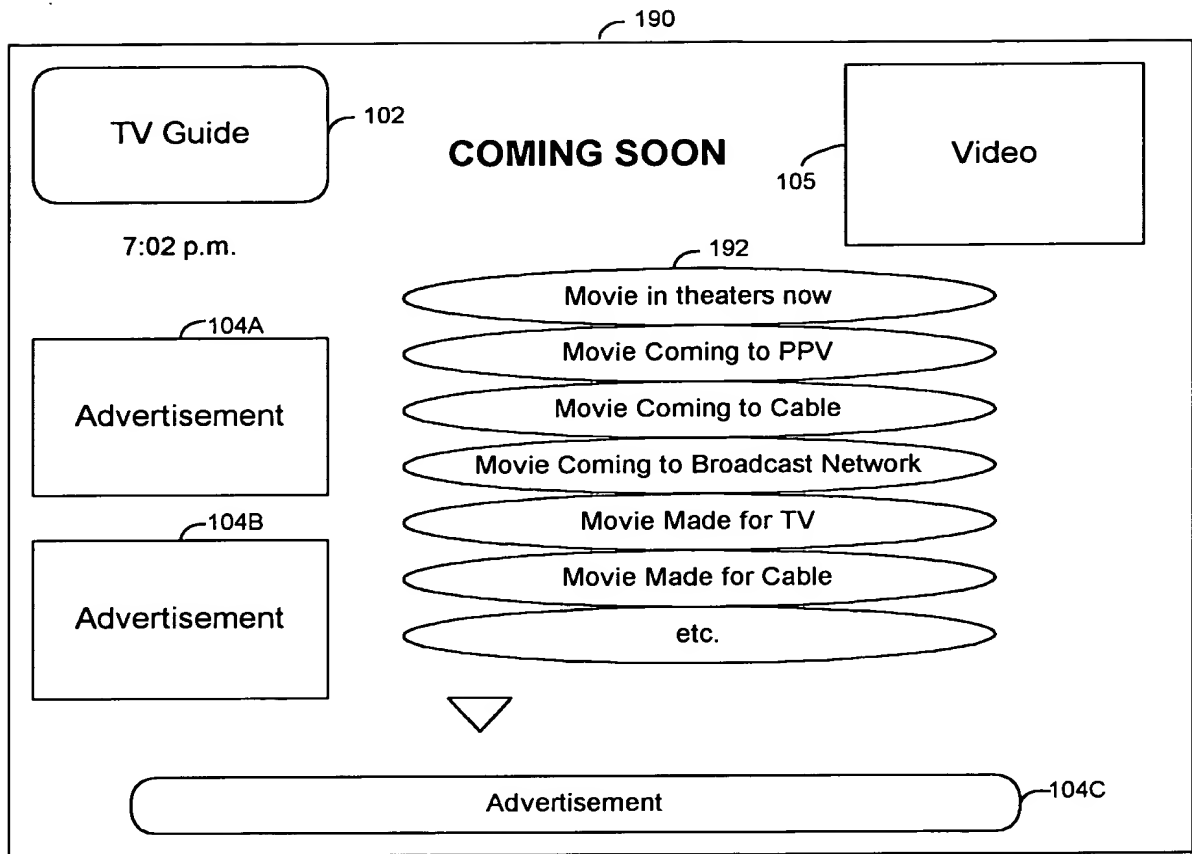 190
TV Guide
102
COMING SOON
105
Video
7:02 p.m.
192
Movie in theaters now
Movie Coming to PPV
Movie Coming to Cable
Movie Coming to Broadcast Network
Movie Made for TV
Movie Made for Cable
etc.
104A
Advertisement
104B
Advertisement
Advertisement
104C